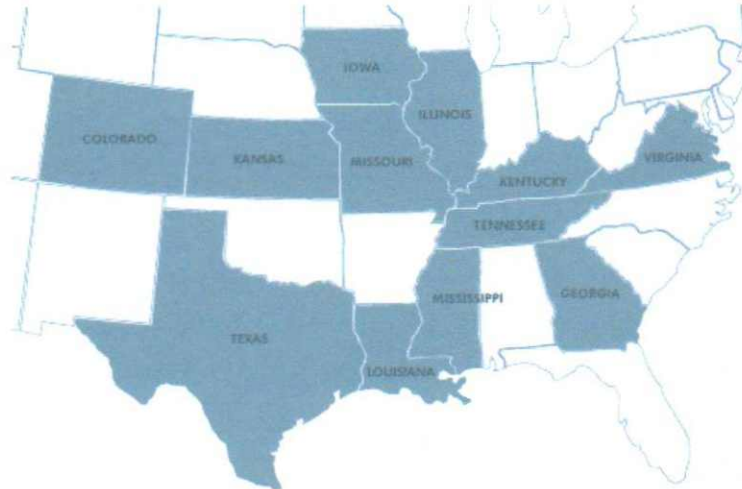 IOWA
ILLINOIS
COLORADO
KANSAS
MISSOURI
VIRGINIA
KENTUCKY
TENNESSEE
MISSISSIPPI
GEORGIA
TEXAS
LOUISIANA